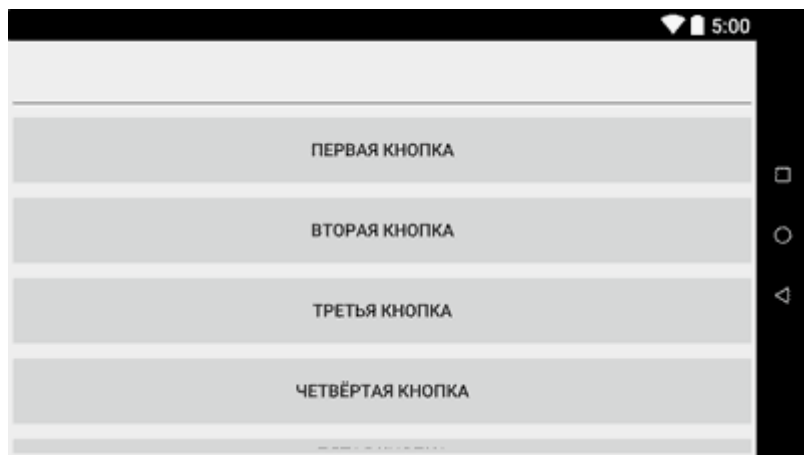 5:00
ПЕРВАЯ КНОПКА
ВТОРАЯ КНОПКА
ТРЕТЬЯ КНОПКА
ЧЕТВЁРТАЯ КНОПКА